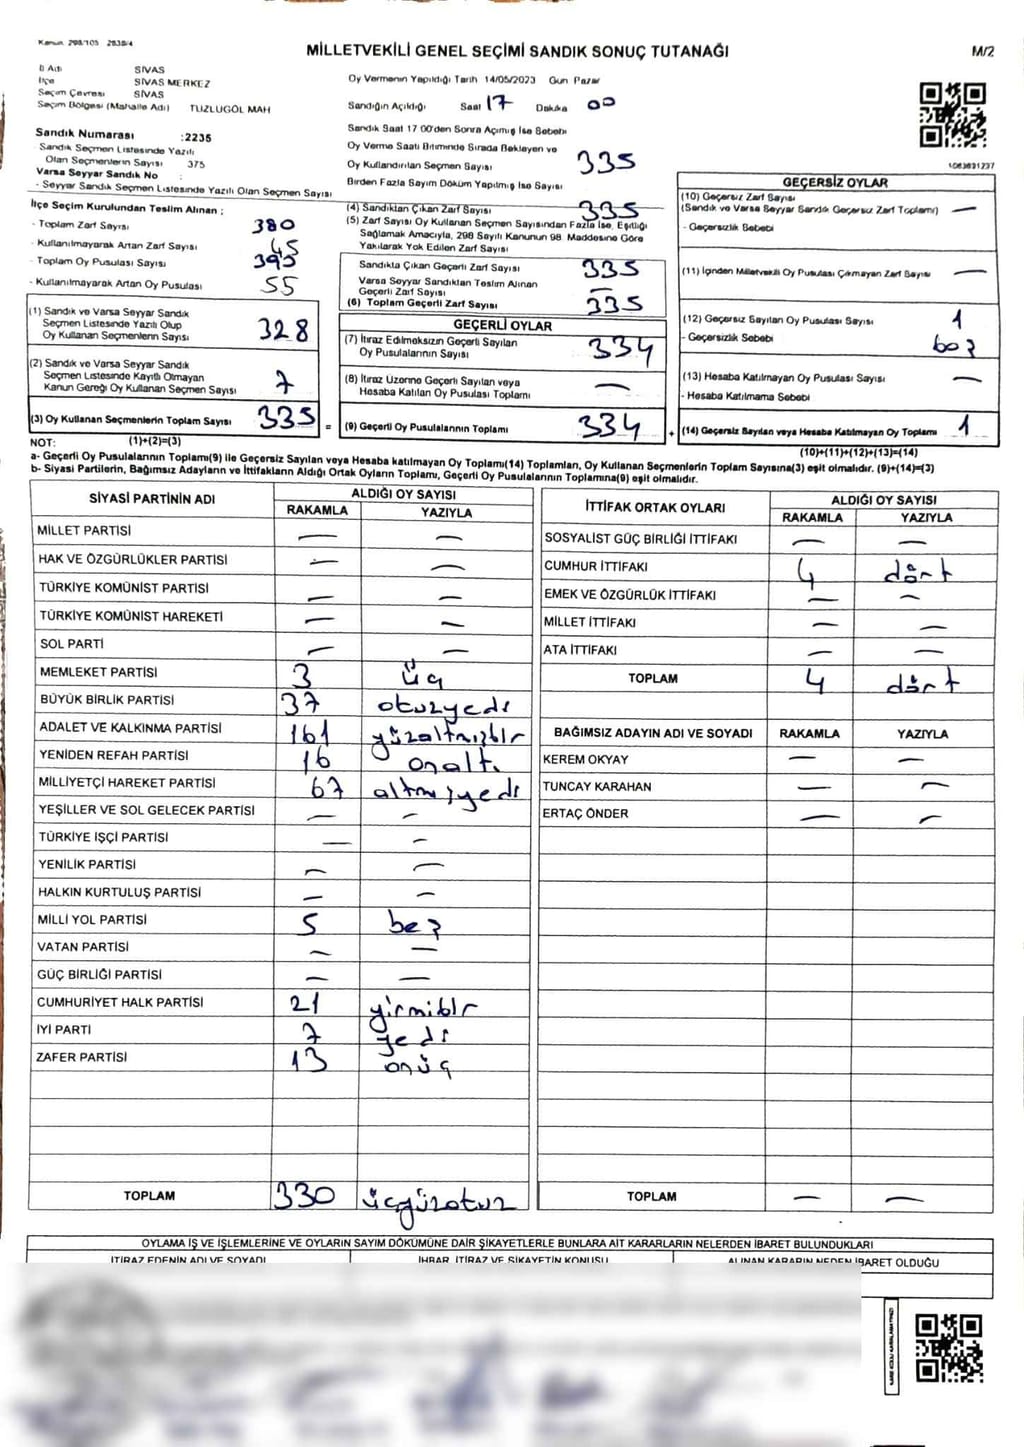 Kanun 298/105 2839/4
MİLLETVEKİLİ GENEL SEÇİMİ SANDIK SONUÇ TUTANAĞI
M/2
İl Adı SİVAS
İlçe SİVAS MERKEZ
Seçim Çevresi SİVAS
Seçim Bölgesi (Mahalle Adı) TUZLUGÖL MAH
Oy Vermenin Yapıldığı Tarih 14/05/2023 Gün Pazar
Sandığın Açıldığı Saat 17 Dakika 00
Sandık Saat 17 00'den Sonra Açılmış İse Sebebi
Oy Verme Saati Bitiminde Sırada Bekleyen ve
Oy Kullandırılan Seçmen Sayısı 335
Birden Fazla Sayım Döküm Yapılmış İse Sayısı
Sandık Numarası :2235
- Sandık Seçmen Listesinde Yazılı
Olan Seçmenlerin Sayısı 375
Varsa Seyyar Sandık No :
- Seyyar Sandık Seçmen Listesinde Yazılı Olan Seçmen Sayısı
İlçe Seçim Kurulundan Teslim Alınan ;
- Toplam Zarf Sayısı 380
- Kullanılmayarak Artan Zarf Sayısı 45
- Toplam Oy Pusulası Sayısı 395
- Kullanılmayarak Artan Oy Pusulası 55
(1) Sandık ve Varsa Seyyar Sandık
Seçmen Listesinde Yazılı Olup
Oy Kullanan Seçmenlerin Sayısı 328
(2) Sandık ve Varsa Seyyar Sandık
Seçmen Listesinde Kayıtlı Olmayan
Kanun Gereği Oy Kullanan Seçmen Sayısı 7
(3) Oy Kullanan Seçmenlerin Toplam Sayısı 335 =
(1)+(2)=(3)
(4) Sandıktan Çıkan Zarf Sayısı 335
(5) Zarf Sayısı Oy Kullanan Seçmen Sayısından Fazla İse, Eşitliği
Sağlamak Amacıyla, 298 Sayılı Kanunun 98 Maddesine Göre
Yakılarak Yok Edilen Zarf Sayısı
Sandıkta Çıkan Geçerli Zarf Sayısı 335
Varsa Seyyar Sandıktan Teslim Alınan
Geçerli Zarf Sayısı —
(6) Toplam Geçerli Zarf Sayısı 335
GEÇERLİ OYLAR
(7) İtiraz Edilmeksizin Geçerli Sayılan
Oy Pusulalarının Sayısı 334
(8) İtiraz Üzerine Geçerli Sayılan veya
Hesaba Katılan Oy Pusulası Toplamı —
(9) Geçerli Oy Pusulalarının Toplamı 334 +
1063631237
GEÇERSİZ OYLAR
(10) Geçersiz Zarf Sayısı
(Sandık ve Varsa Seyyar Sandık Geçersiz Zarf Toplamı) —
- Geçersizlik Sebebi
(11) İçinden Milletvekili Oy Pusulası Çıkmayan Zarf Sayısı —
(12) Geçersiz Sayılan Oy Pusulası Sayısı 1
- Geçersizlik Sebebi boş
(13) Hesaba Katılmayan Oy Pusulası Sayısı —
- Hesaba Katılmama Sebebi
(14) Geçersiz Sayılan veya Hesaba Katılmayan Oy Toplamı 1
(10)+(11)+(12)+(13)=(14)
NOT:
a- Geçerli Oy Pusulalarının Toplamı(9) ile Geçersiz Sayılan veya Hesaba katılmayan Oy Toplamı(14) Toplamları, Oy Kullanan Seçmenlerin Toplam Sayısına(3) eşit olmalıdır. (9)+(14)=(3)
b- Siyasi Partilerin, Bağımsız Adayların ve İttifakların Aldığı Ortak Oyların Toplamı, Geçerli Oy Pusulalarının Toplamına(9) eşit olmalıdır.
SİYASİ PARTİNİN ADI ALDIĞI OY SAYISI
RAKAMLA YAZIYLA
MİLLET PARTİSİ — —
HAK VE ÖZGÜRLÜKLER PARTİSİ — —
TÜRKİYE KOMÜNİST PARTİSİ — —
TÜRKİYE KOMÜNİST HAREKETİ — —
SOL PARTİ — —
MEMLEKET PARTİSİ 3 üç
BÜYÜK BİRLİK PARTİSİ 37 otuzyedi
ADALET VE KALKINMA PARTİSİ 161 yüzaltmışbir
YENİDEN REFAH PARTİSİ 16 onaltı
MİLLİYETÇİ HAREKET PARTİSİ 67 altmışyedi
YEŞİLLER VE SOL GELECEK PARTİSİ — —
TÜRKİYE İŞÇİ PARTİSİ — —
YENİLİK PARTİSİ — —
HALKIN KURTULUŞ PARTİSİ — —
MİLLİ YOL PARTİSİ 5 beş
VATAN PARTİSİ — —
GÜÇ BİRLİĞİ PARTİSİ — —
CUMHURİYET HALK PARTİSİ 21 yirmibir
İYİ PARTİ 7 yedi
ZAFER PARTİSİ 13 onüç
TOPLAM 330 üçyüzotuz
İTTİFAK ORTAK OYLARI ALDIĞI OY SAYISI
RAKAMLA YAZIYLA
SOSYALİST GÜÇ BİRLİĞİ İTTİFAKI — —
CUMHUR İTTİFAKI 4 dört
EMEK VE ÖZGÜRLÜK İTTİFAKI — —
MİLLET İTTİFAKI — —
ATA İTTİFAKI — —
TOPLAM 4 dört
BAĞIMSIZ ADAYIN ADI VE SOYADI RAKAMLA YAZIYLA
KEREM OKYAY — —
TUNCAY KARAHAN — —
ERTAÇ ÖNDER — —
TOPLAM — —
OYLAMA İŞ VE İŞLEMLERİNE VE OYLARIN SAYIM DÖKÜMÜNE DAİR ŞİKAYETLERLE BUNLARA AİT KARARLARIN NELERDEN İBARET BULUNDUKLARI
İTİRAZ EDENİN ADI VE SOYADI İHBAR, İTİRAZ VE ŞİKAYETİN KONUSU ALINAN KARARIN NEDEN İBARET OLDUĞU